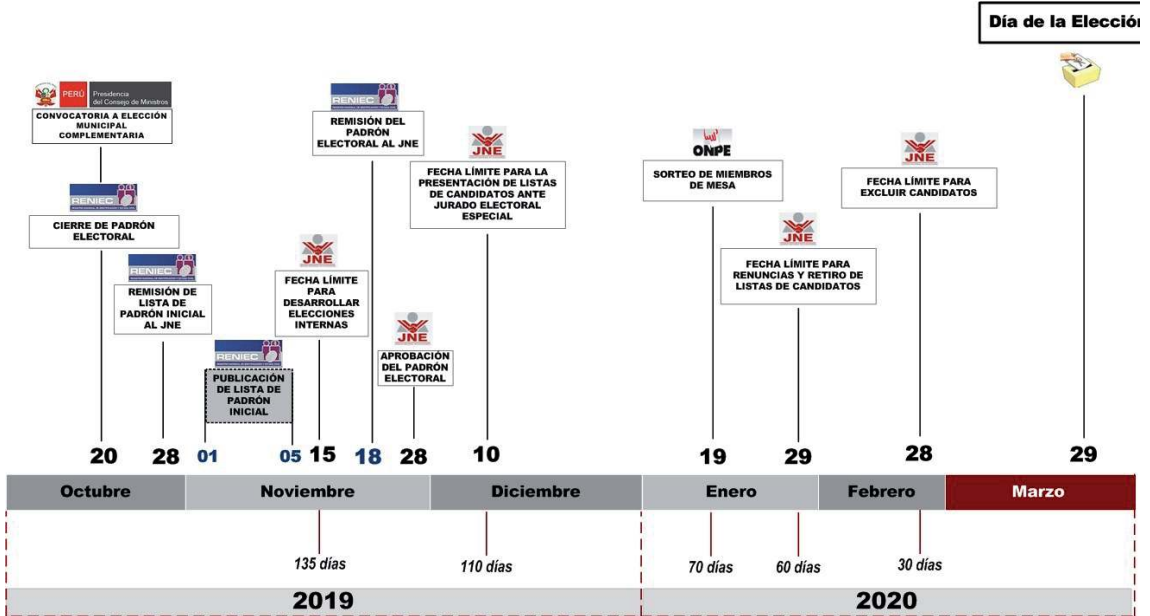 Día de la Elección
PERÚ
Presidencia
del Consejo de Ministros
CONVOCATORIA A ELECCIÓN
MUNICIPAL
COMPLEMENTARIA
RENIEC
CIERRE DE PADRÓN
ELECTORAL
RENIEC
REMISIÓN DE
LISTA DE
PADRÓN INICIAL
AL JNE
RENIEC
PUBLICACIÓN
DE LISTA DE
PADRÓN
INICIAL
JNE
FECHA LÍMITE
PARA
DESARROLLAR
ELECCIONES
INTERNAS
RENIEC
REMISIÓN DEL
PADRÓN
ELECTORAL AL JNE
JNE
APROBACIÓN
DEL PADRÓN
ELECTORAL
JNE
FECHA LÍMITE PARA LA
PRESENTACIÓN DE LISTAS
DE CANDIDATOS ANTE
JURADO ELECTORAL
ESPECIAL
ONPE
SORTEO DE MIEMBROS
DE MESA
JNE
FECHA LÍMITE PARA
RENUNCIAS Y RETIRO DE
LISTAS DE CANDIDATOS
JNE
FECHA LÍMITE PARA
EXCLUIR CANDIDATOS
20 28 01 05 15 18 28 10 19 29 28 29
Octubre Noviembre Diciembre Enero Febrero Marzo
135 días 110 días 70 días 60 días 30 días
2019 2020